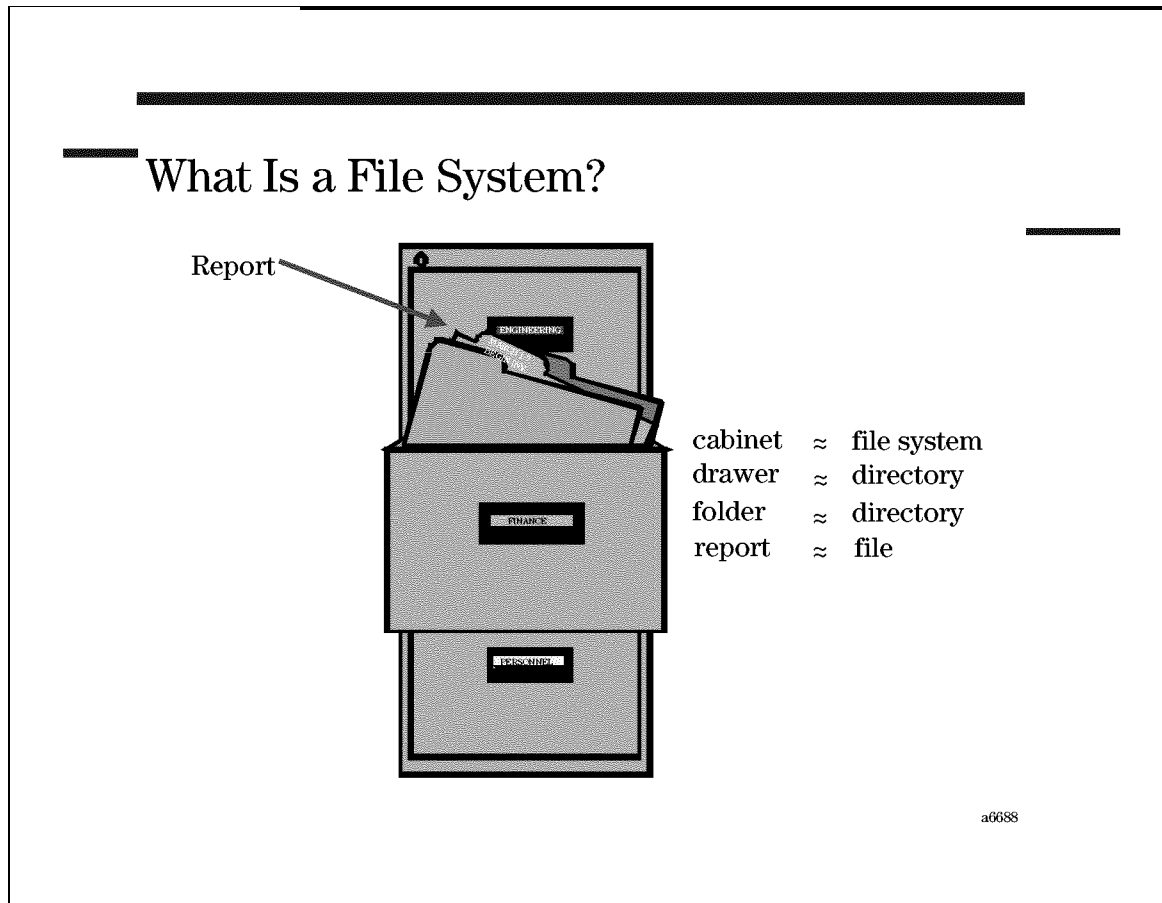 What Is a File System?
Report
ENGINEERING
cabinet ≈ file system
drawer ≈ directory
folder ≈ directory
report ≈ file
FINANCE
PERSONNEL
a6688